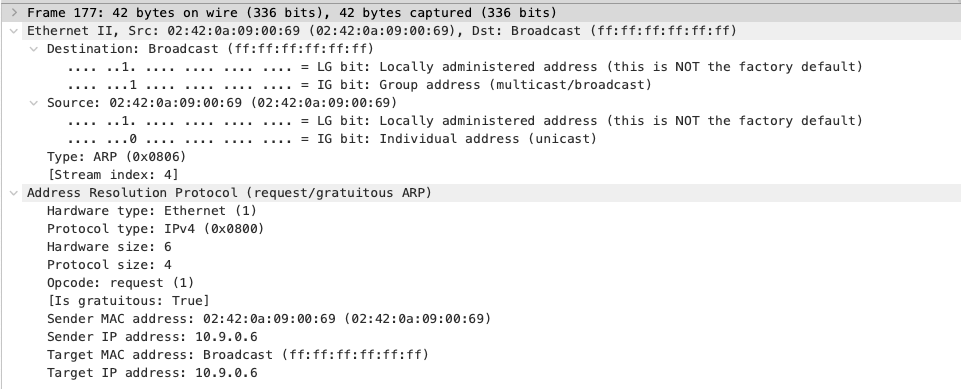 Frame 177: 42 bytes on wire (336 bits), 42 bytes captured (336 bits)
Ethernet II, Src: 02:42:0a:09:00:69 (02:42:0a:09:00:69), Dst: Broadcast (ff:ff:ff:ff:ff:ff)
Destination: Broadcast (ff:ff:ff:ff:ff:ff)
.... ..1. .... .... .... .... = LG bit: Locally administered address (this is NOT the factory default)
.... ...1 .... .... .... .... = IG bit: Group address (multicast/broadcast)
Source: 02:42:0a:09:00:69 (02:42:0a:09:00:69)
.... ..1. .... .... .... .... = LG bit: Locally administered address (this is NOT the factory default)
.... ...0 .... .... .... .... = IG bit: Individual address (unicast)
Type: ARP (0x0806)
[Stream index: 4]
Address Resolution Protocol (request/gratuitous ARP)
Hardware type: Ethernet (1)
Protocol type: IPv4 (0x0800)
Hardware size: 6
Protocol size: 4
Opcode: request (1)
[Is gratuitous: True]
Sender MAC address: 02:42:0a:09:00:69 (02:42:0a:09:00:69)
Sender IP address: 10.9.0.6
Target MAC address: Broadcast (ff:ff:ff:ff:ff:ff)
Target IP address: 10.9.0.6